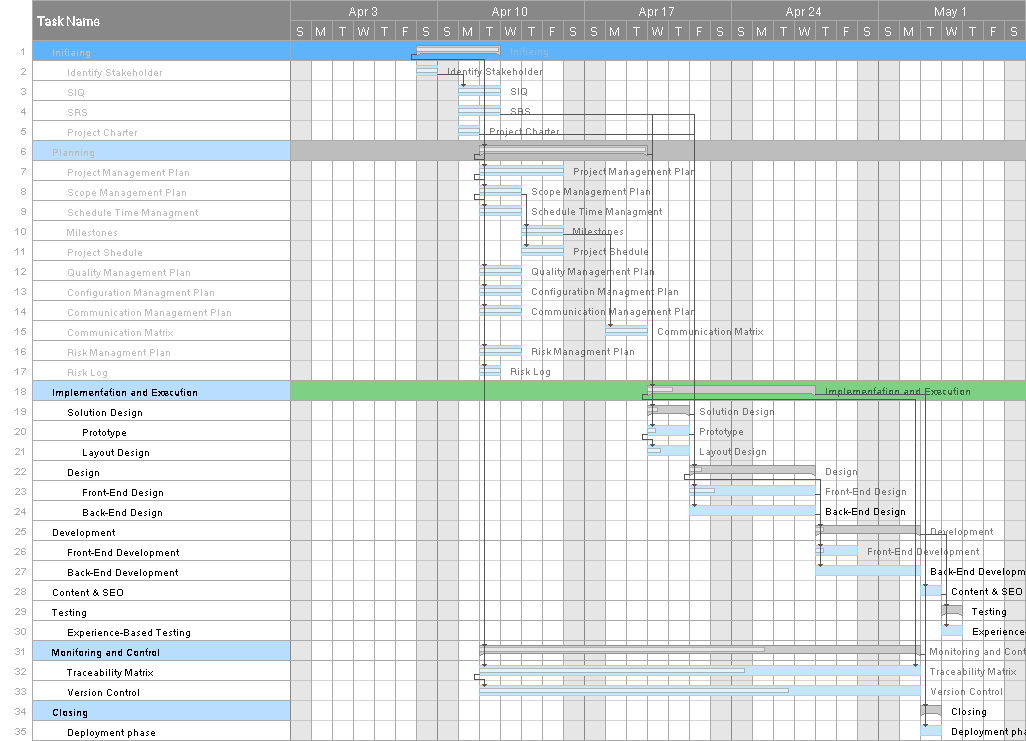 Task Name
Apr 3 Apr 10 Apr 17 Apr 24 May 1
S M T W T F S S M T W T F S S M T W T F S S M T W T F S S M T W T F S
1 Initiaing Initiaing
2 Identify Stakeholder Identify Stakeholder
3 SIQ SIQ
4 SRS SRS
5 Project Charter Project Charter
6 Planning
7 Project Management Plan Project Management Plan
8 Scope Management Plan Scope Management Plan
9 Schedule Time Managment Schedule Time Managment
10 Milestones Milestones
11 Project Shedule Project Shedule
12 Quality Management Plan Quality Management Plan
13 Configuration Managment Plan Configuration Managment Plan
14 Communication Management Plan Communication Management Plan
15 Communication Matrix Communication Matrix
16 Risk Managment Plan Risk Managment Plan
17 Risk Log Risk Log
18 Implementation and Execution Implementation and Execution
19 Solution Design Solution Design
20 Prototype Prototype
21 Layout Design Layout Design
22 Design Design
23 Front-End Design Front-End Design
24 Back-End Design Back-End Design
25 Development Development
26 Front-End Development Front-End Development
27 Back-End Development Back-End Developm
28 Content & SEO Content & SEO
29 Testing Testing
30 Experience-Based Testing Experience-
31 Monitoring and Control Monitoring and Cont
32 Traceability Matrix Traceability Matrix
33 Version Control Version Control
34 Closing Closing
35 Deployment phase Deployment pha